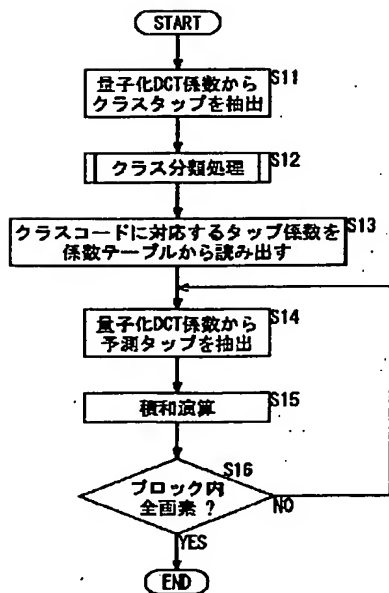 START
量子化DCT係数から S11
クラスタップを抽出
クラス分類処理 S12
クラスコードに対応するタップ係数を S13
係数テーブルから読み出す
量子化DCT係数から S14
予測タップを抽出
積和演算 S15
S16
ブロック内
全画素 ?
NO
YES
END